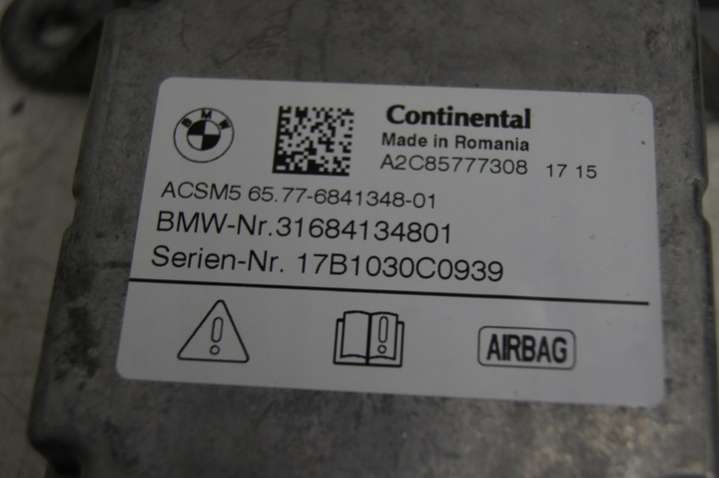 BMW
Continental
Made in Romania
A2C85777308 17 15
ACSM5 65.77-6841348-01
BMW-Nr.31684134801
Serien-Nr. 17B1030C0939
AIRBAG